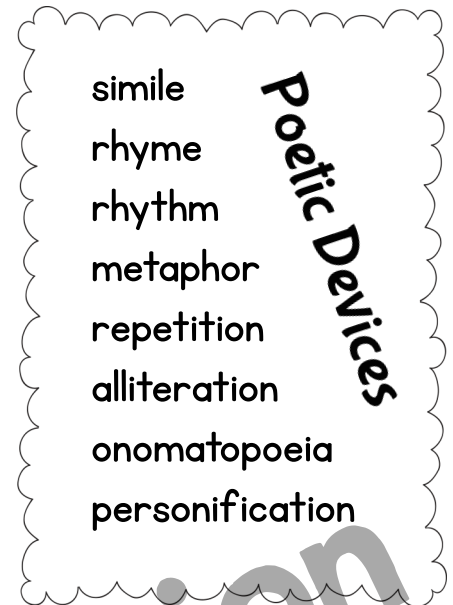 simile
rhyme
rhythm
metaphor
repetition
alliteration
onomatopoeia
personification
Poetic Devices